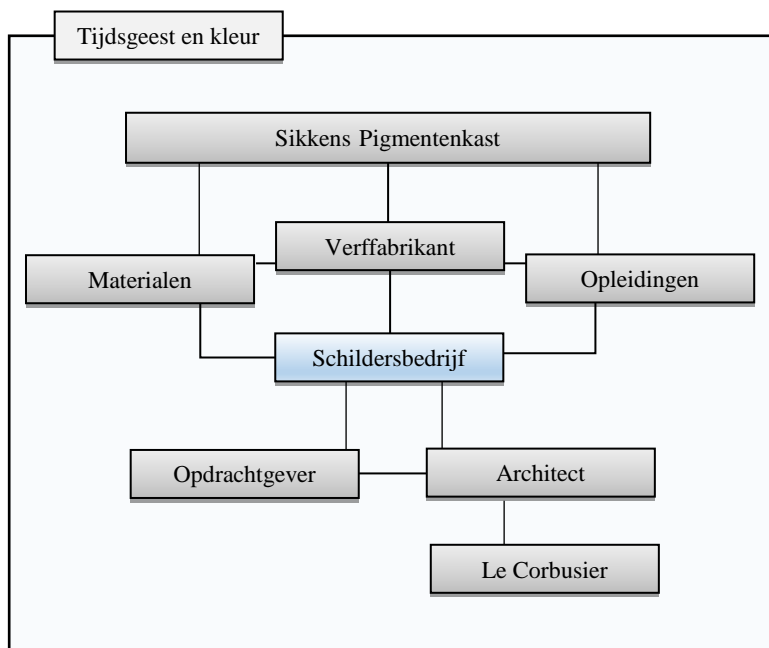 Tijdsgeest en kleur
Sikkens Pigmentenkast
Verffabrikant
Materialen
Opleidingen
Schildersbedrijf
Opdrachtgever
Architect
Le Corbusier